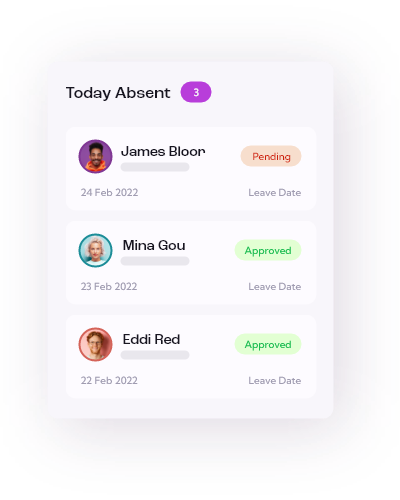 Today Absent 3
James Bloor Pending
24 Feb 2022 Leave Date
Mina Gou Approved
23 Feb 2022 Leave Date
Eddi Red Approved
22 Feb 2022 Leave Date